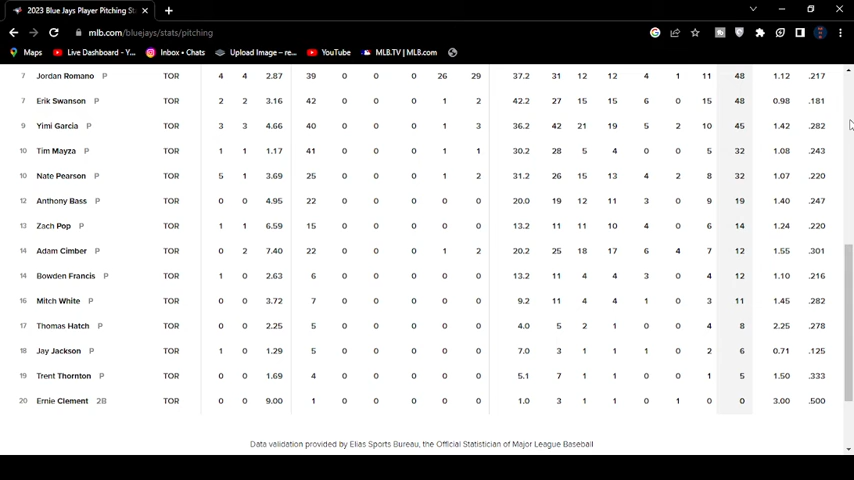 2023 Blue Jays Player Pitching St
mlb.com/bluejays/stats/pitching
Maps Live Dashboard - Y... Inbox • Chats Upload Image – re... YouTube MLB.TV | MLB.com
7 Jordan Romano P TOR 4 4 2.87 39 0 0 0 26 29 37.2 31 12 12 4 1 11 48 1.12 .217
7 Erik Swanson P TOR 2 2 3.16 42 0 0 0 1 2 42.2 27 15 15 6 0 15 48 0.98 .181
9 Yimi Garcia P TOR 3 3 4.66 40 0 0 0 1 3 36.2 42 21 19 5 2 10 45 1.42 .282
10 Tim Mayza P TOR 1 1 1.17 41 0 0 0 1 1 30.2 28 5 4 0 0 5 32 1.08 .243
10 Nate Pearson P TOR 5 1 3.69 25 0 0 0 1 2 31.2 26 15 13 4 2 8 32 1.07 .220
12 Anthony Bass P TOR 0 0 4.95 22 0 0 0 0 0 20.0 19 12 11 3 0 9 19 1.40 .247
13 Zach Pop P TOR 1 1 6.59 15 0 0 0 0 0 13.2 11 11 10 4 0 6 14 1.24 .220
14 Adam Cimber P TOR 0 2 7.40 22 0 0 0 1 2 20.2 25 18 17 6 4 7 12 1.55 .301
14 Bowden Francis P TOR 1 0 2.63 6 0 0 0 0 0 13.2 11 4 4 3 0 4 12 1.10 .216
16 Mitch White P TOR 0 0 3.72 7 0 0 0 0 0 9.2 11 4 4 1 0 3 11 1.45 .282
17 Thomas Hatch P TOR 0 0 2.25 5 0 0 0 0 0 4.0 5 2 1 0 0 4 8 2.25 .278
18 Jay Jackson P TOR 1 0 1.29 5 0 0 0 0 0 7.0 3 1 1 1 0 2 6 0.71 .125
19 Trent Thornton P TOR 0 0 1.69 4 0 0 0 0 0 5.1 7 1 1 0 0 1 5 1.50 .333
20 Ernie Clement 2B TOR 0 0 9.00 1 0 0 0 0 0 1.0 3 1 1 0 1 0 0 3.00 .500
Data validation provided by Elias Sports Bureau, the Official Statistician of Major League Baseball